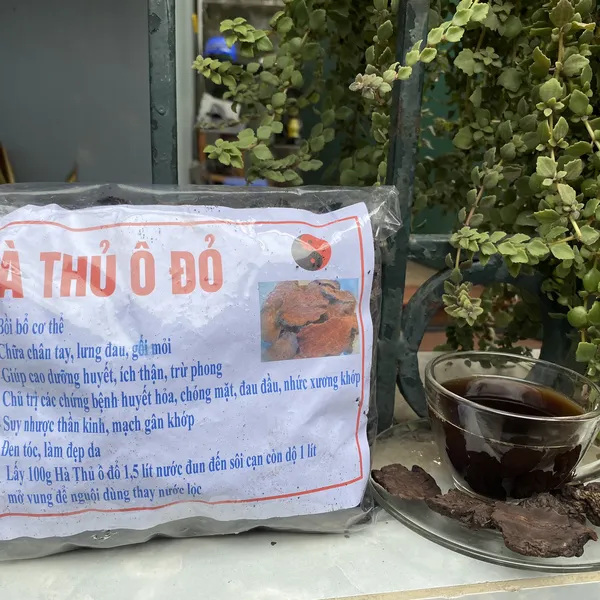 À THỦ Ô ĐỎ
Bồi bổ cơ thể
Chữa chân tay, lưng đau, gối mỏi
Giúp cao dưỡng huyết, ích thận, trừ phong
Chủ trị các chứng bệnh huyết hóa, chóng mặt, đau đầu, nhức xương khớp
Suy nhược thần kinh, mạch gân khớp
Đen tóc, làm đẹp da
Lấy 100g Hà Thủ ô đỏ 1,5 lít nước đun đến sôi cạn còn dộ 1 lít
mở vung để nguội dùng thay nước lọc